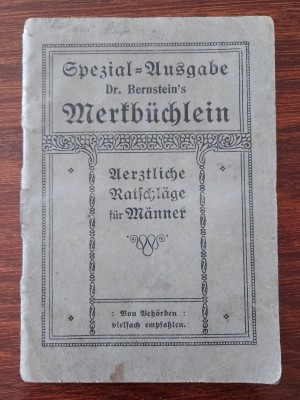 Spezial-Ausgabe
Dr. Bernstein's
Merkbüchlein
Aerztliche
Ratschläge
für Männer
: Von Behörden :
vielfach empfohlen.